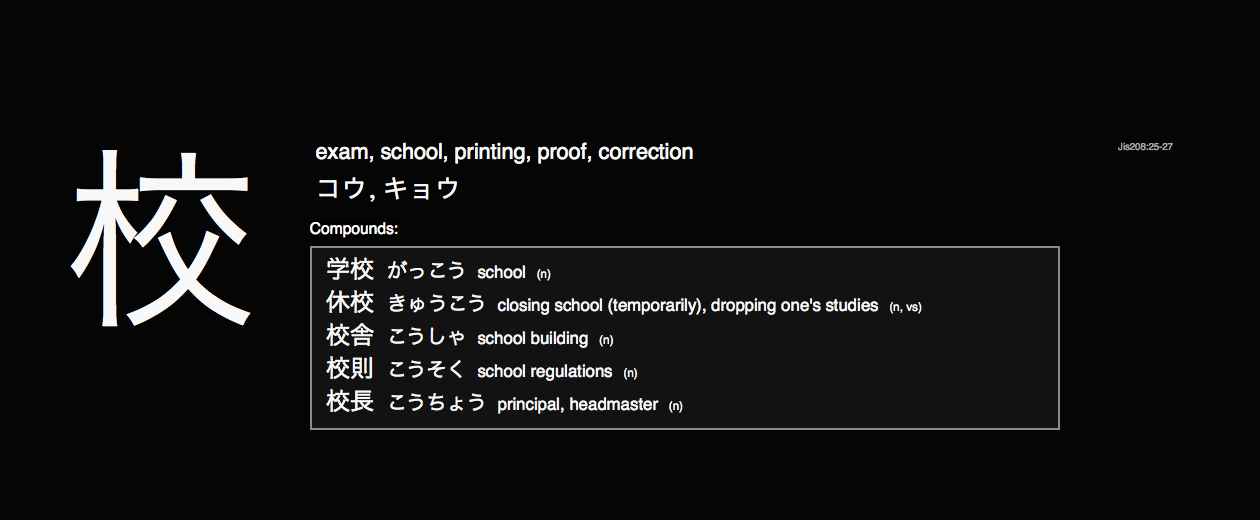 校
exam, school, printing, proof, correction
Jis208:25-27
コウ, キョウ
Compounds:
学校 がっこう school (n)
休校 きゅうこう closing school (temporarily), dropping one's studies (n, vs)
校舎 こうしゃ school building (n)
校則 こうそく school regulations (n)
校長 こうちょう principal, headmaster (n)